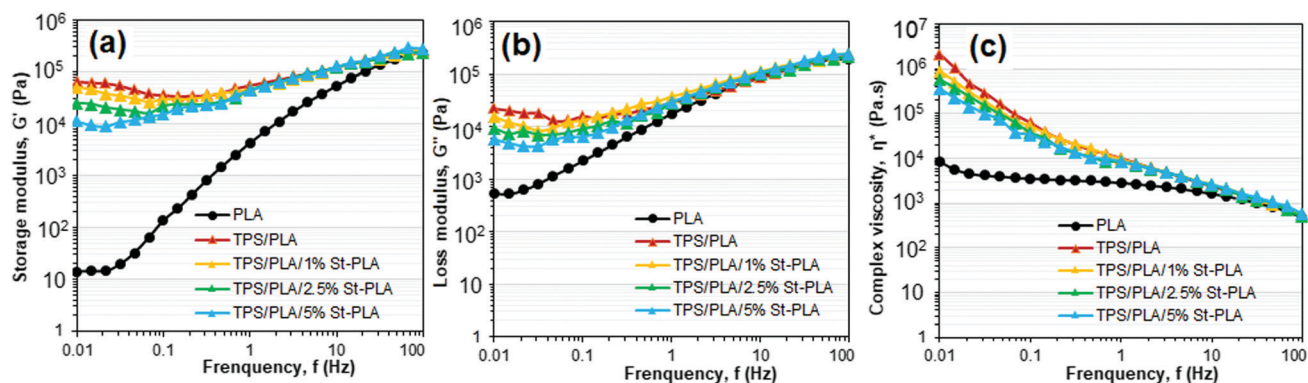 (a)
Storage modulus, G' (Pa)
10⁶
10⁵
10⁴
10³
10²
10
1
PLA
TPS/PLA
TPS/PLA/1% St-PLA
TPS/PLA/2.5% St-PLA
TPS/PLA/5% St-PLA
0.01 0.1 1 10 100
Frenquency, f (Hz)
(b)
Loss modulus, G'' (Pa)
10⁶
10⁵
10⁴
10³
10²
10
1
PLA
TPS/PLA
TPS/PLA/1% St-PLA
TPS/PLA/2.5% St-PLA
TPS/PLA/5% St-PLA
0.01 0.1 1 10 100
Frenquency, f (Hz)
(c)
Complex viscosity, η* (Pa.s)
10⁷
10⁶
10⁵
10⁴
10³
10²
10
1
PLA
TPS/PLA
TPS/PLA/1% St-PLA
TPS/PLA/2.5% St-PLA
TPS/PLA/5% St-PLA
0.01 0.1 1 10 100
Frenquency, f (Hz)